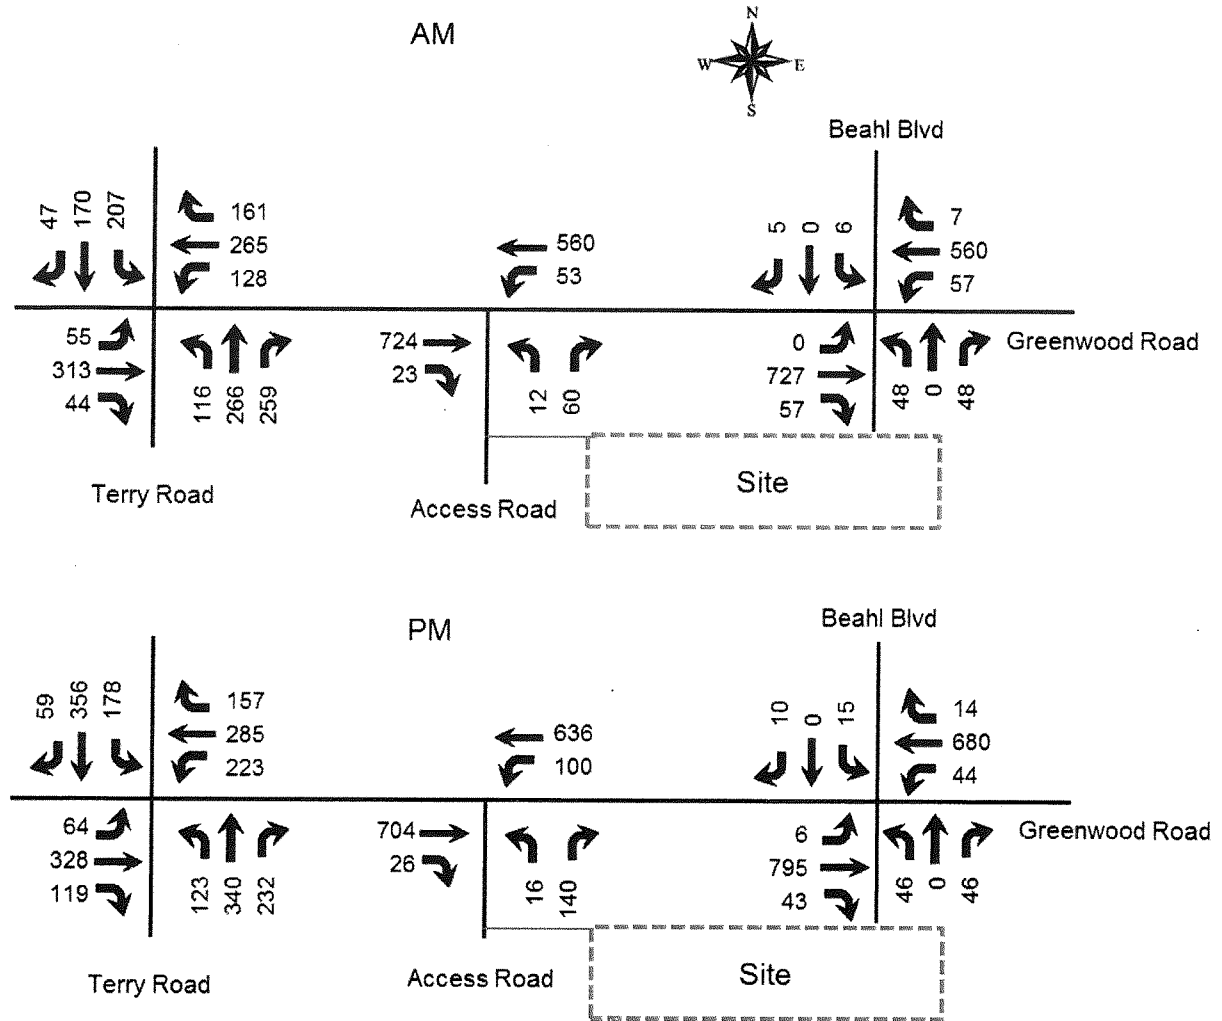 AM
N
W E
S
Beahl Blvd
47 170 207
161
265
128
560
53
5 0 6
7
560
57
55
313
44
116 266 259
724
23
12 60
0
727
57
48 0 48
Greenwood Road
Terry Road
Access Road
Site
PM
Beahl Blvd
59 356 178
157
285
223
636
100
10 0 15
14
680
44
64
328
119
123 340 232
704
26
16 140
6
795
43
46 0 46
Greenwood Road
Terry Road
Access Road
Site